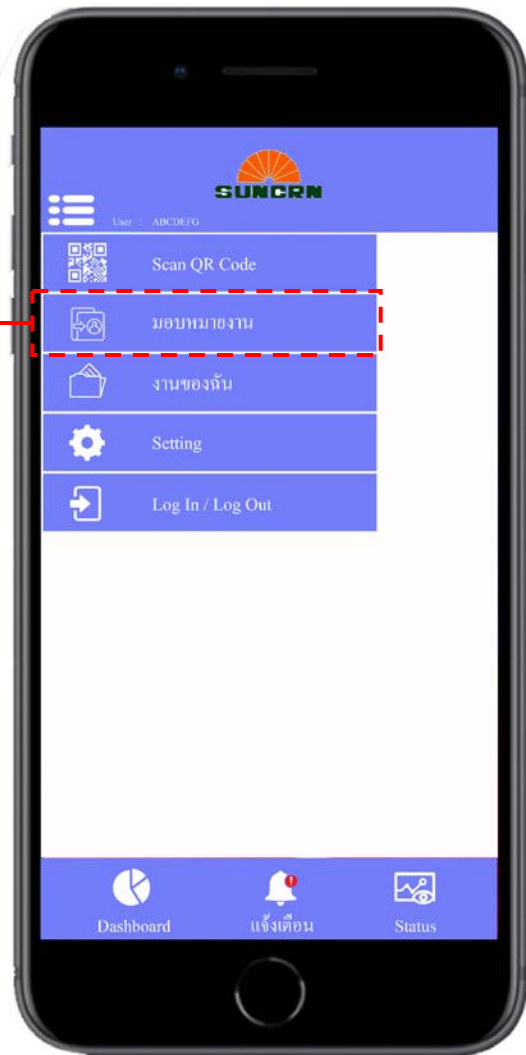 SUNCRN
User : ABCDEFG
Scan QR Code
มอบหมายงาน
งานของฉัน
Setting
Log In / Log Out
!
Dashboard
แจ้งเตือน
Status